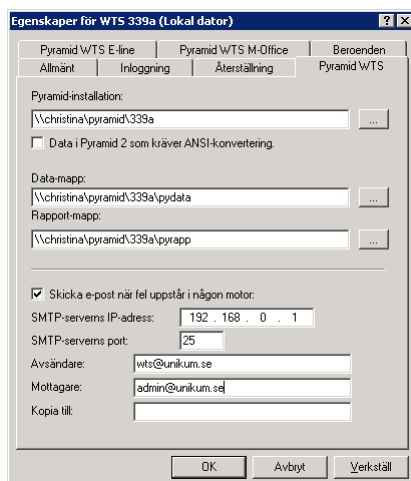 Egenskaper för WTS 339a (Lokal dator)
Pyramid WTS E-line Pyramid WTS M-Office Beroenden
Allmänt Inloggning Återställning Pyramid WTS
Pyramid-installation:
\\christina\pyramid\339a ...
Data i Pyramid 2 som kräver ANSI-konvertering.
Data-mapp:
\\christina\pyramid\339a\pydata ...
Rapport-mapp:
\\christina\pyramid\339a\pyrapp ...
Skicka e-post när fel uppstår i någon motor:
SMTP-serverns IP-adress: 192 . 168 . 0 . 1
SMTP-serverns port: 25
Avsändare: wts@unikum.se
Mottagare: admin@unikum.se
Kopia till:
OK Avbryt Verkställ